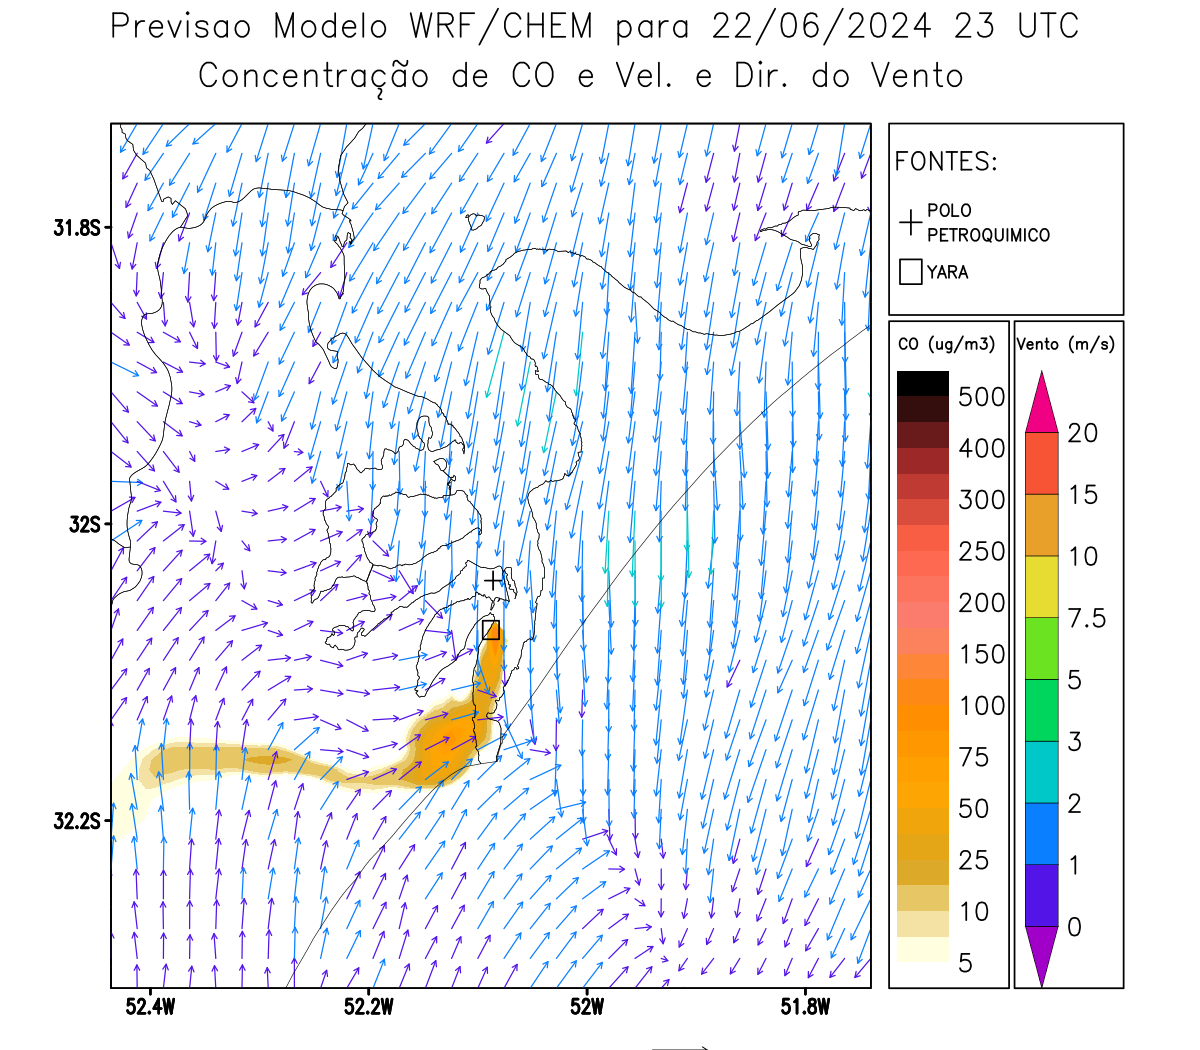 Previsao Modelo WRF/CHEM para 22/06/2024 23 UTC
Concentração de CO e Vel. e Dir. do Vento
FONTES:
POLO
PETROQUIMICO
YARA
31.8S
32S
32.2S
52.4W
52.2W
52W
51.8W
CO (ug/m3)
500
400
300
250
200
150
100
75
50
25
10
5
Vento (m/s)
20
15
10
7.5
5
3
2
1
0